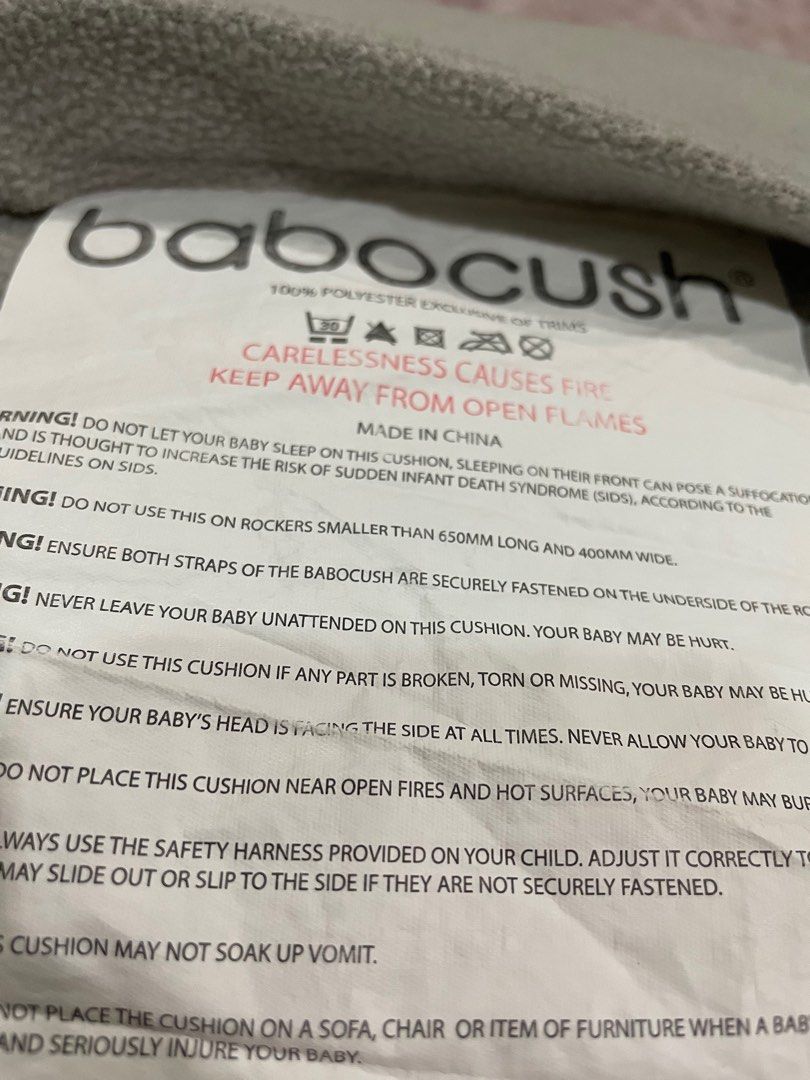 babocush®
100% POLYESTER EXCLUSIVE OF TRIMS
30
CARELESSNESS CAUSES FIRE
KEEP AWAY FROM OPEN FLAMES
MADE IN CHINA
RNING! DO NOT LET YOUR BABY SLEEP ON THIS CUSHION, SLEEPING ON THEIR FRONT CAN POSE A SUFFOCATIO
ND IS THOUGHT TO INCREASE THE RISK OF SUDDEN INFANT DEATH SYNDROME (SIDS), ACCORDING TO THE
UIDELINES ON SIDS.
ING! DO NOT USE THIS ON ROCKERS SMALLER THAN 650MM LONG AND 400MM WIDE.
NG! ENSURE BOTH STRAPS OF THE BABOCUSH ARE SECURELY FASTENED ON THE UNDERSIDE OF THE RO
G! NEVER LEAVE YOUR BABY UNATTENDED ON THIS CUSHION. YOUR BABY MAY BE HURT.
G! DO NOT USE THIS CUSHION IF ANY PART IS BROKEN, TORN OR MISSING, YOUR BABY MAY BE HU
! ENSURE YOUR BABY'S HEAD IS FACING THE SIDE AT ALL TIMES. NEVER ALLOW YOUR BABY TO
DO NOT PLACE THIS CUSHION NEAR OPEN FIRES AND HOT SURFACES, YOUR BABY MAY BUR
LWAYS USE THE SAFETY HARNESS PROVIDED ON YOUR CHILD. ADJUST IT CORRECTLY TO
MAY SLIDE OUT OR SLIP TO THE SIDE IF THEY ARE NOT SECURELY FASTENED.
S CUSHION MAY NOT SOAK UP VOMIT.
NOT PLACE THE CUSHION ON A SOFA, CHAIR OR ITEM OF FURNITURE WHEN A BAB
AND SERIOUSLY INJURE YOUR BABY.